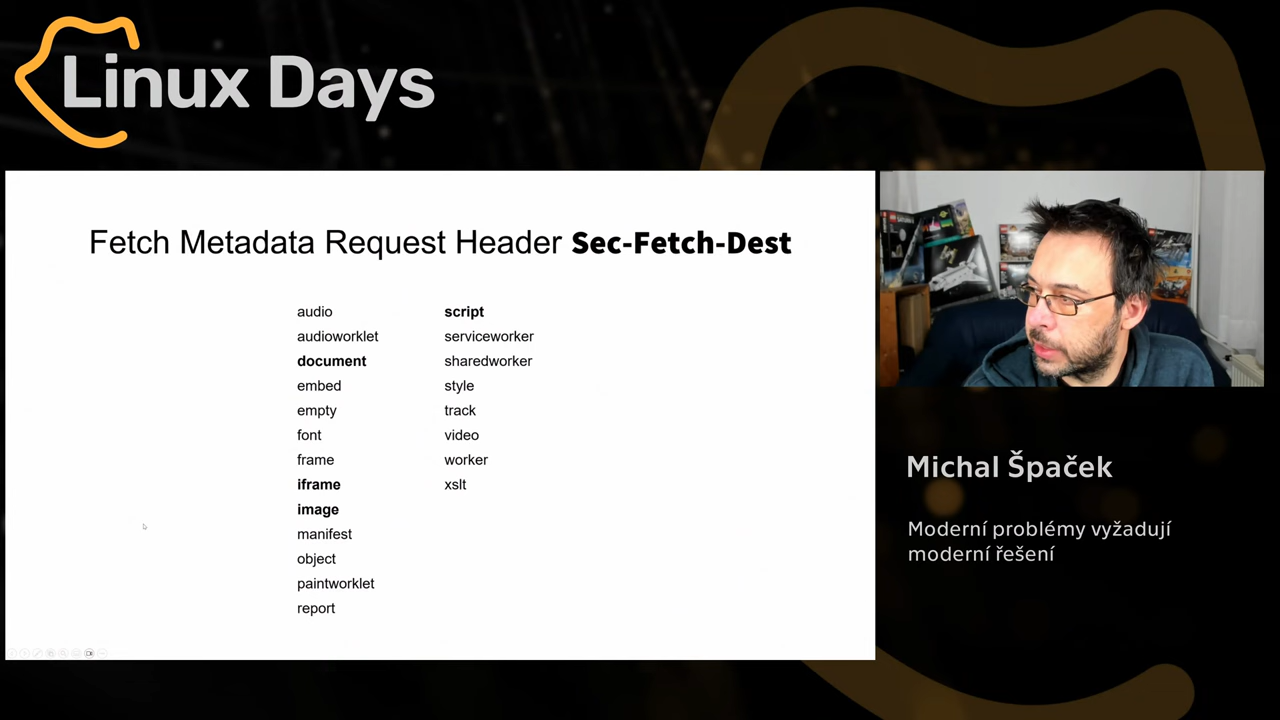 Linux Days
Fetch Metadata Request Header Sec-Fetch-Dest
audio
audioworklet
document
embed
empty
font
frame
iframe
image
manifest
object
paintworklet
report
script
serviceworker
sharedworker
style
track
video
worker
xslt
Michal Špaček
Moderní problémy vyžadují
moderní řešení